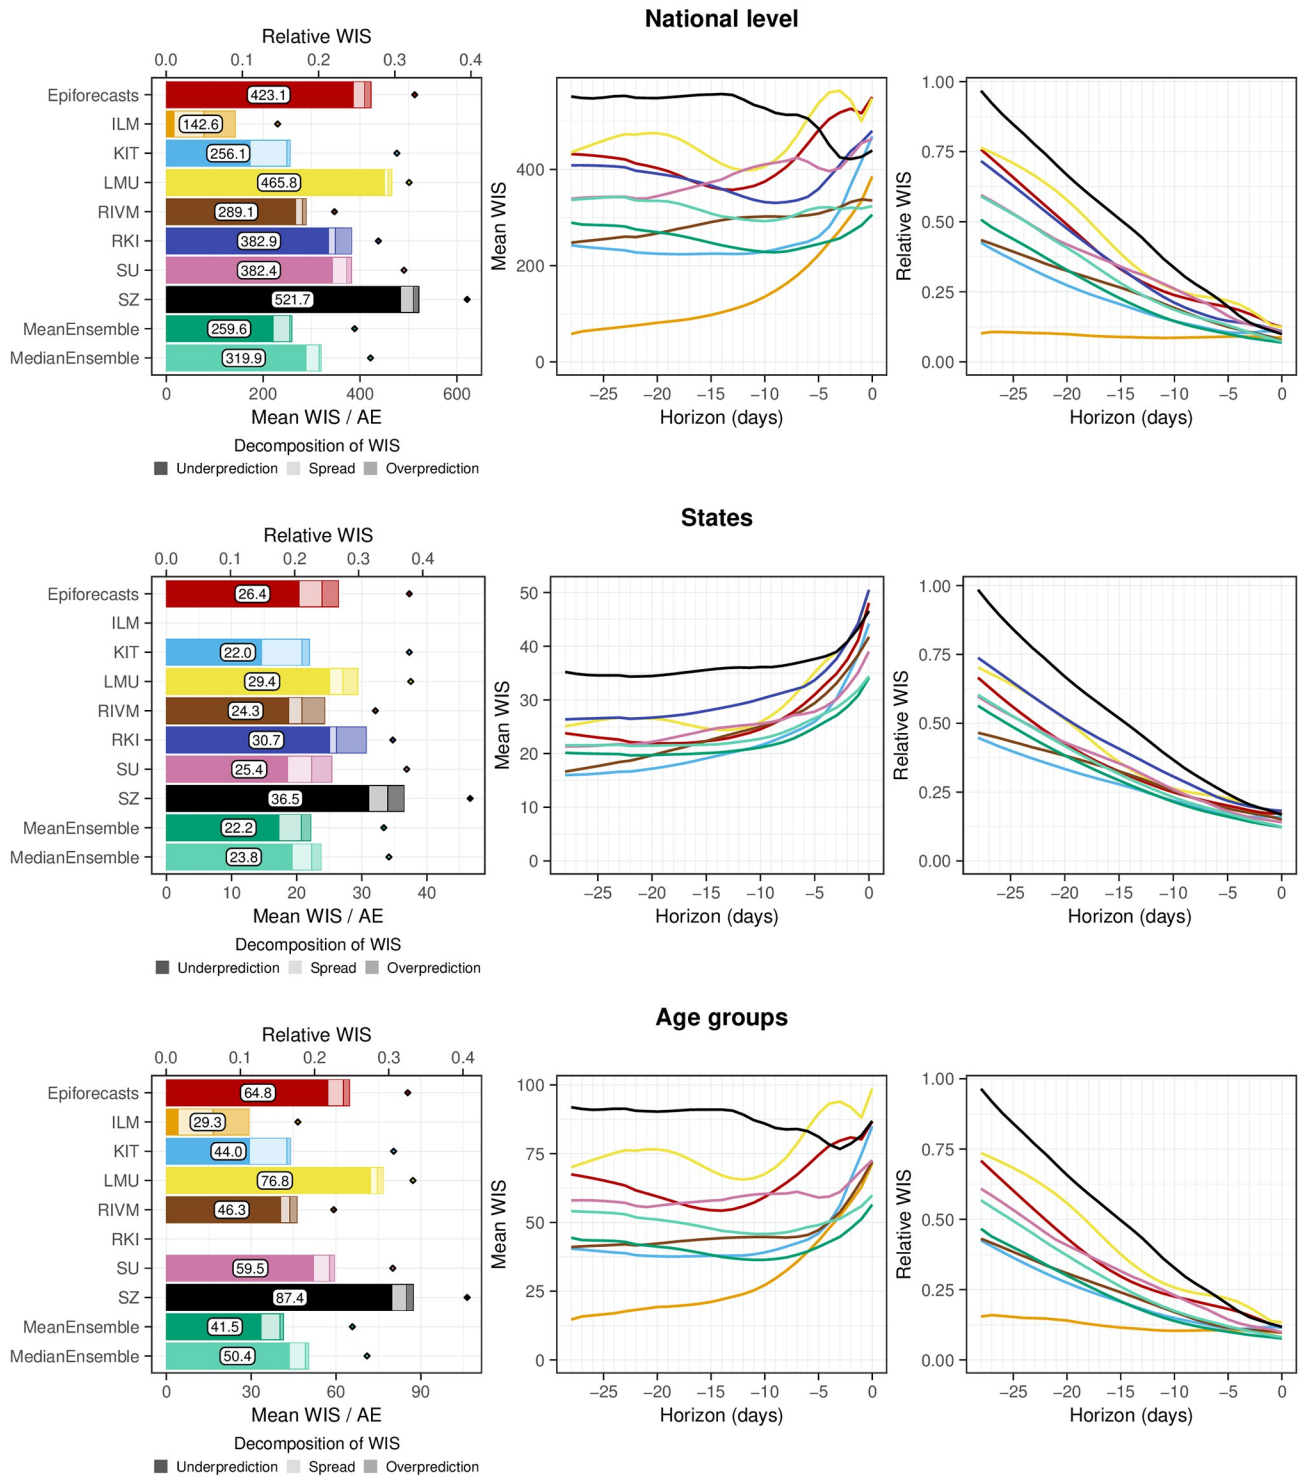 National level
Relative WIS
0.0 0.1 0.2 0.3 0.4
Epiforecasts 423.1
ILM 142.6
KIT 256.1
LMU 465.8
RIVM 289.1
RKI 382.9
SU 382.4
SZ 521.7
MeanEnsemble 259.6
MedianEnsemble 319.9
0 200 400 600
Mean WIS / AE
Decomposition of WIS
Underprediction Spread Overprediction
Mean WIS
400
200
0
−25 −20 −15 −10 −5 0
Horizon (days)
Relative WIS
1.00
0.75
0.50
0.25
0.00
−25 −20 −15 −10 −5 0
Horizon (days)
States
Relative WIS
0.0 0.1 0.2 0.3 0.4
Epiforecasts 26.4
ILM
KIT 22.0
LMU 29.4
RIVM 24.3
RKI 30.7
SU 25.4
SZ 36.5
MeanEnsemble 22.2
MedianEnsemble 23.8
0 10 20 30 40
Mean WIS / AE
Decomposition of WIS
Underprediction Spread Overprediction
Mean WIS
50
40
30
20
10
0
−25 −20 −15 −10 −5 0
Horizon (days)
Relative WIS
1.00
0.75
0.50
0.25
0.00
−25 −20 −15 −10 −5 0
Horizon (days)
Age groups
Relative WIS
0.0 0.1 0.2 0.3 0.4
Epiforecasts 64.8
ILM 29.3
KIT 44.0
LMU 76.8
RIVM 46.3
RKI
SU 59.5
SZ 87.4
MeanEnsemble 41.5
MedianEnsemble 50.4
0 30 60 90
Mean WIS / AE
Decomposition of WIS
Underprediction Spread Overprediction
Mean WIS
100
75
50
25
0
−25 −20 −15 −10 −5 0
Horizon (days)
Relative WIS
1.00
0.75
0.50
0.25
0.00
−25 −20 −15 −10 −5 0
Horizon (days)